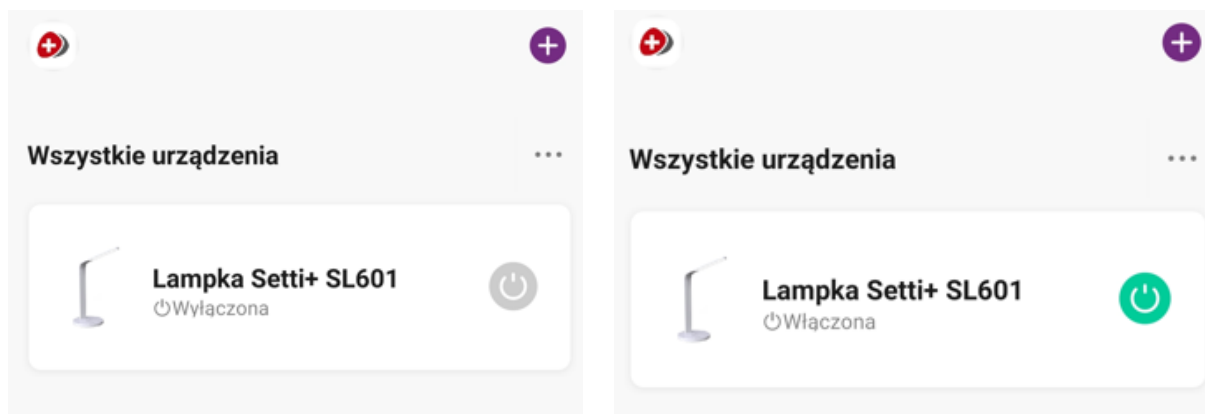 Wszystkie urządzenia
Lampka Setti+ SL601
Wyłączona
Wszystkie urządzenia
Lampka Setti+ SL601
Włączona